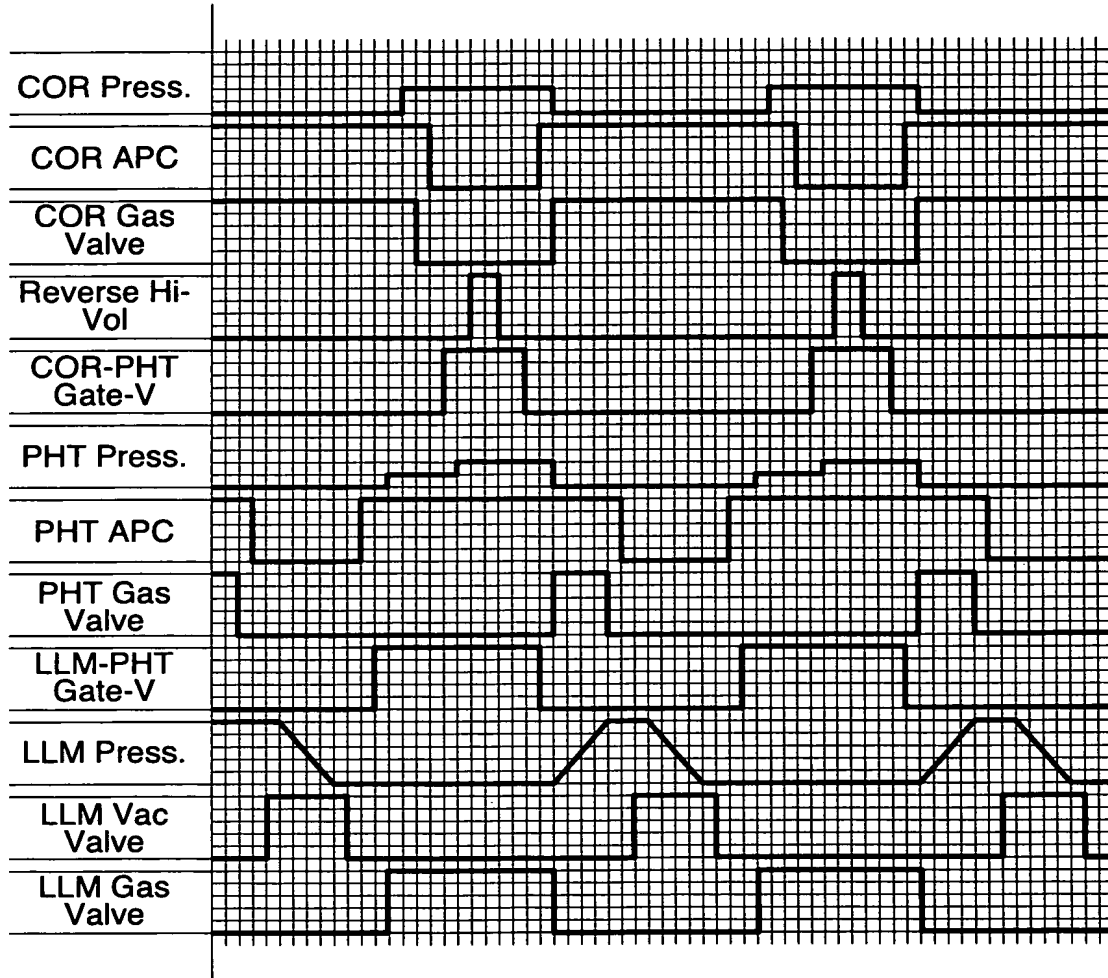 COR Press.
COR APC
COR Gas
Valve
Reverse Hi-
Vol
COR-PHT
Gate-V
PHT Press.
PHT APC
PHT Gas
Valve
LLM-PHT
Gate-V
LLM Press.
LLM Vac
Valve
LLM Gas
Valve